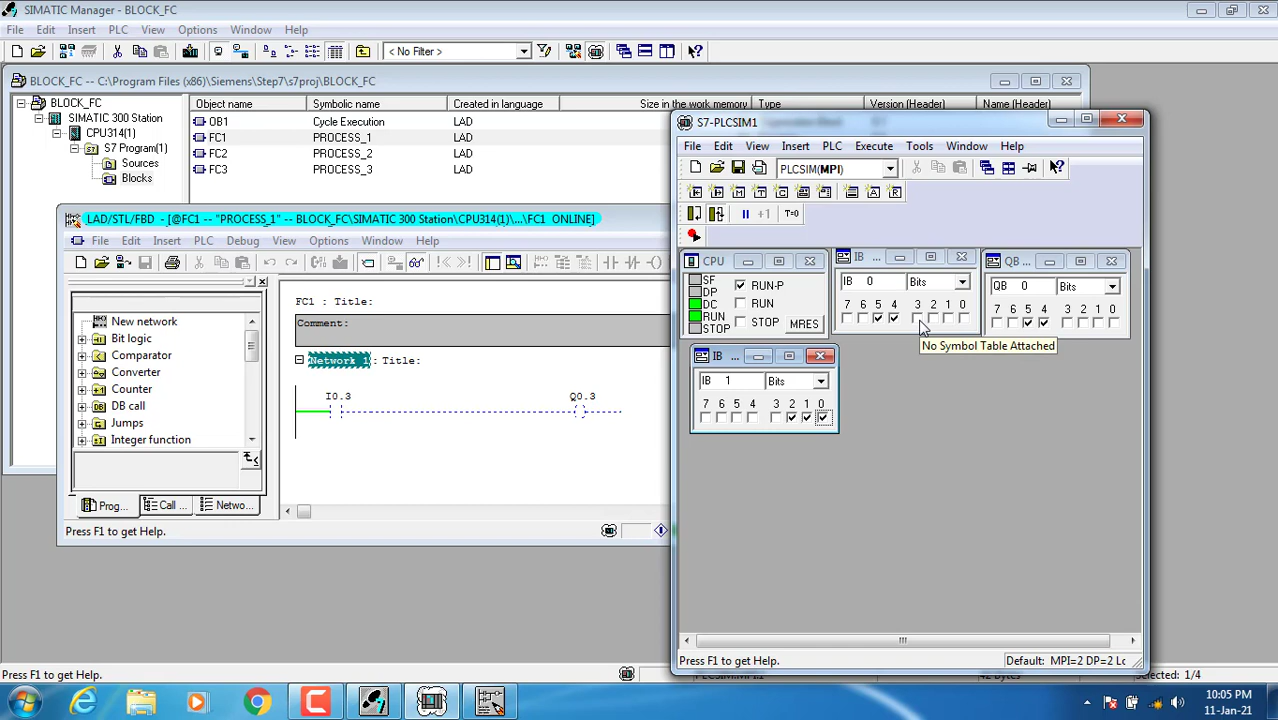 SIMATIC Manager - BLOCK_FC
File Edit Insert PLC View Options Window Help
< No Filter >
BLOCK_FC -- C:\Program Files (x86)\Siemens\Step7\s7proj\BLOCK_FC
BLOCK_FC
SIMATIC 300 Station
CPU314(1)
S7 Program(1)
Sources
Blocks
Object name Symbolic name Created in language Size in the work memory Type Version (Header) Name (Header)
OB1 Cycle Execution LAD
FC1 PROCESS_1 LAD
FC2 PROCESS_2 LAD
FC3 PROCESS_3 LAD
LAD/STL/FBD - [@FC1 -- "PROCESS_1" -- BLOCK_FC\SIMATIC 300 Station\CPU314(1)\...\FC1 ONLINE]
File Edit Insert PLC Debug View Options Window Help
New network
Bit logic
Comparator
Converter
Counter
DB call
Jumps
Integer function
Prog... Call ... Netwo...
FC1 : Title:
Comment:
Network 1: Title:
I0.3 Q0.3
Press F1 to get Help.
S7-PLCSIM1
File Edit View Insert PLC Execute Tools Window Help
PLCSIM(MPI)
+1 T=0
CPU
SF
DP
DC
RUN
STOP
RUN-P
RUN
STOP
MRES
IB ...
IB 0 Bits
7 6 5 4 3 2 1 0
QB ...
QB 0 Bits
7 6 5 4 3 2 1 0
No Symbol Table Attached
IB ...
IB 1 Bits
7 6 5 4 3 2 1 0
Press F1 to get Help.
Default: MPI=2 DP=2 Lc
Press F1 to get Help.
Selected: 1/4
10:05 PM
11-Jan-21